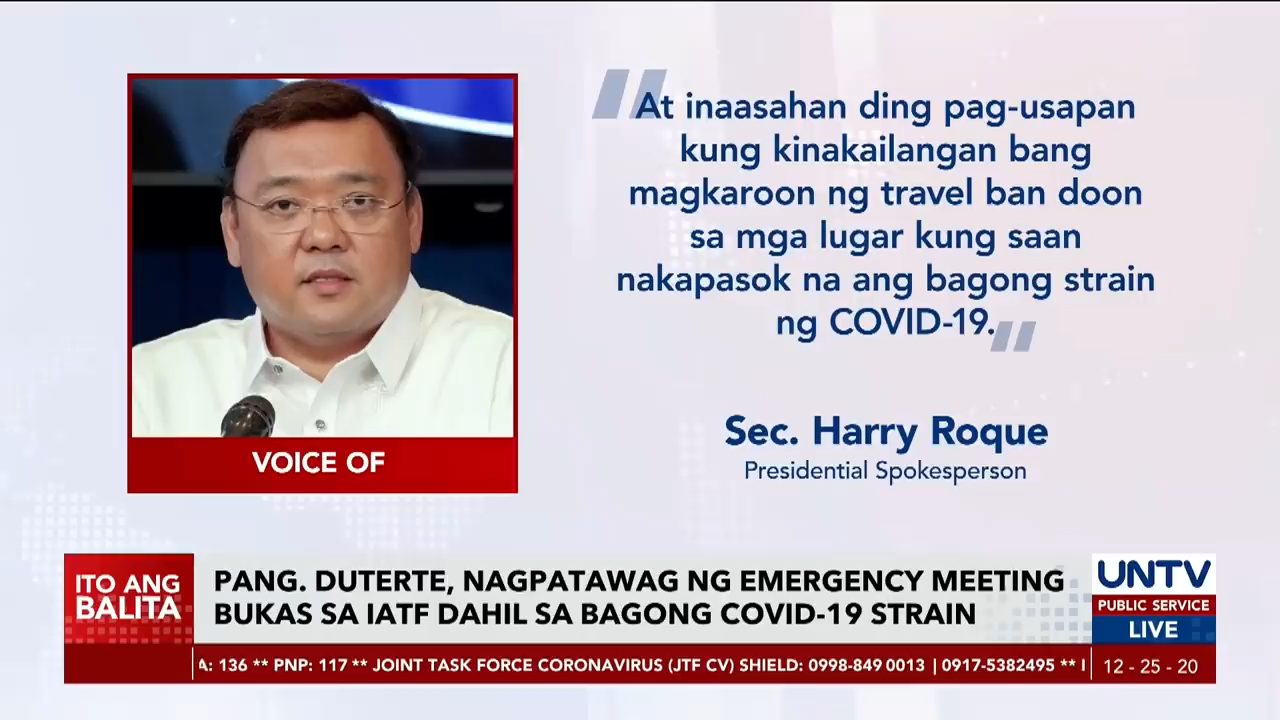 At inaasahan ding pag-usapan
kung kinakailangan bang
magkaroon ng travel ban doon
sa mga lugar kung saan
nakapasok na ang bagong strain
ng COVID-19.
Sec. Harry Roque
Presidential Spokesperson
VOICE OF
ITO ANG
BALITA
PANG. DUTERTE, NAGPATAWAG NG EMERGENCY MEETING
BUKAS SA IATF DAHIL SA BAGONG COVID-19 STRAIN
UNTV
PUBLIC SERVICE
LIVE
A: 136 ** PNP: 117 ** JOINT TASK FORCE CORONAVIRUS (JTF CV) SHIELD: 0998-849 0013 | 0917-5382495 **
12 - 25 - 20